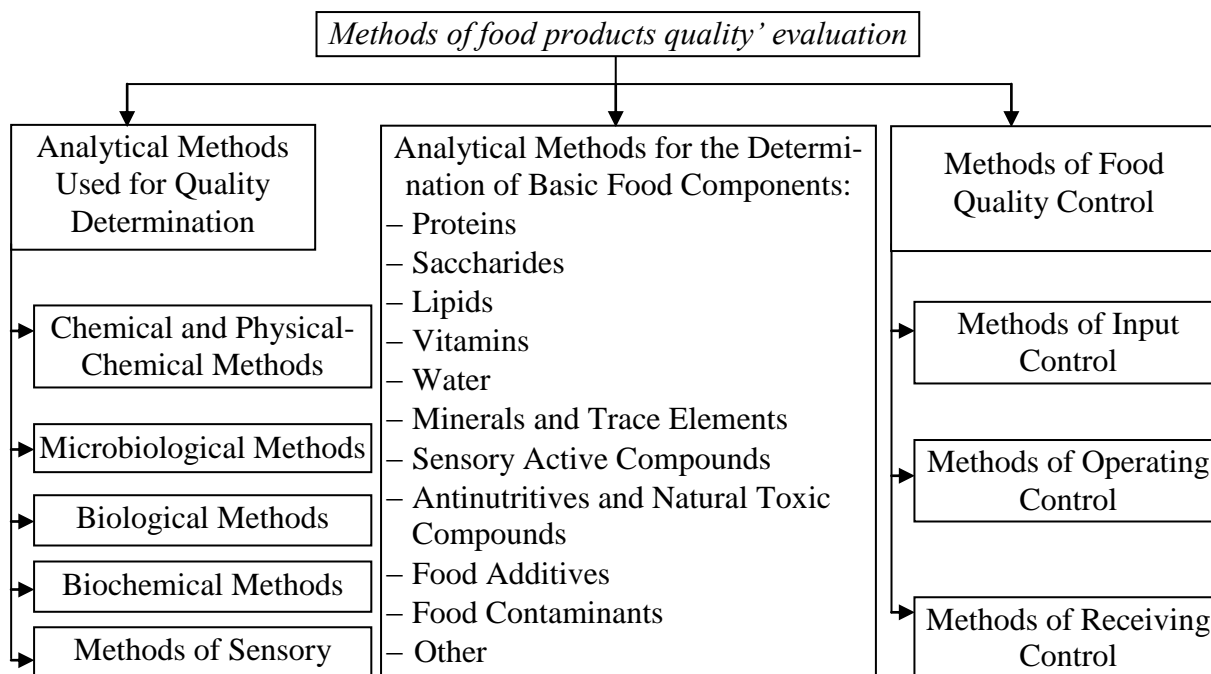 Methods of food products quality’ evaluation
Analytical Methods
Used for Quality
Determination
Chemical and Physical-
Chemical Methods
Microbiological Methods
Biological Methods
Biochemical Methods
Methods of Sensory
Analytical Methods for the Determi-
nation of Basic Food Components:
– Proteins
– Saccharides
– Lipids
– Vitamins
– Water
– Minerals and Trace Elements
– Sensory Active Compounds
– Antinutritives and Natural Toxic
Compounds
– Food Additives
– Food Contaminants
– Other
Methods of Food
Quality Control
Methods of Input
Control
Methods of Operating
Control
Methods of Receiving
Control